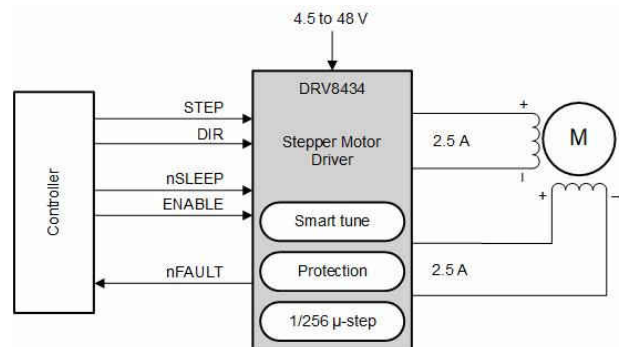 4.5 to 48 V
DRV8434
Stepper Motor
Driver
Controller
STEP
DIR
nSLEEP
ENABLE
nFAULT
Smart tune
Protection
1/256 µ-step
+
2.5 A
–
M
+
–
2.5 A